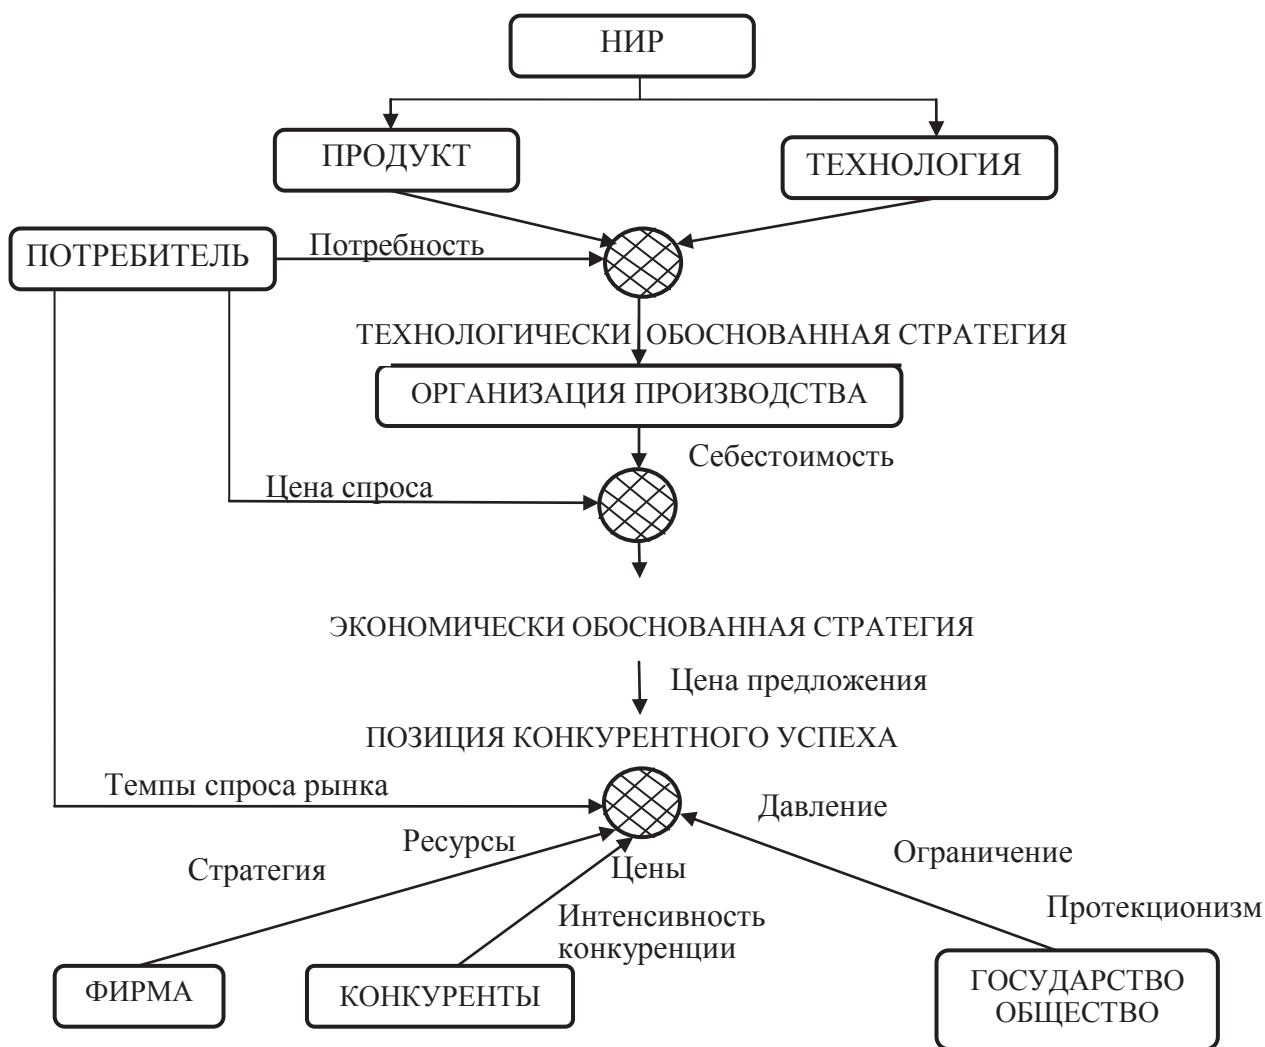 НИР
ПРОДУКТ
ТЕХНОЛОГИЯ
ПОТРЕБИТЕЛЬ
Потребность
ТЕХНОЛОГИЧЕСКИ ОБОСНОВАННАЯ СТРАТЕГИЯ
ОРГАНИЗАЦИЯ ПРОИЗВОДСТВА
Себестоимость
Цена спроса
ЭКОНОМИЧЕСКИ ОБОСНОВАННАЯ СТРАТЕГИЯ
Цена предложения
ПОЗИЦИЯ КОНКУРЕНТНОГО УСПЕХА
Темпы спроса рынка
Давление
Ресурсы
Ограничение
Стратегия
Цены
Протекционизм
Интенсивность
конкуренции
ФИРМА
КОНКУРЕНТЫ
ГОСУДАРСТВО
ОБЩЕСТВО